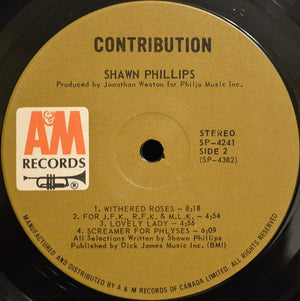 CONTRIBUTION
SHAWN PHILLIPS
Produced by Jonathan Weston for Philjo Music Inc.
A&M
RECORDS
STEREO
SP-4241
SIDE 2
(SP-4382)
1. WITHERED ROSES — 8:18
2. FOR J.F.K., R.F.K. & M.L.K. — 4:54
3. LOVELY LADY — 4:56
4. SCREAMER FOR PHLYSES — 6:09
All Selections Written by Shawn Phillips
Published by Dick James Music Inc. (BMI)
MANUFACTURED AND DISTRIBUTED BY A & M RECORDS OF CANADA LIMITED. ALL RIGHTS RESERVED.